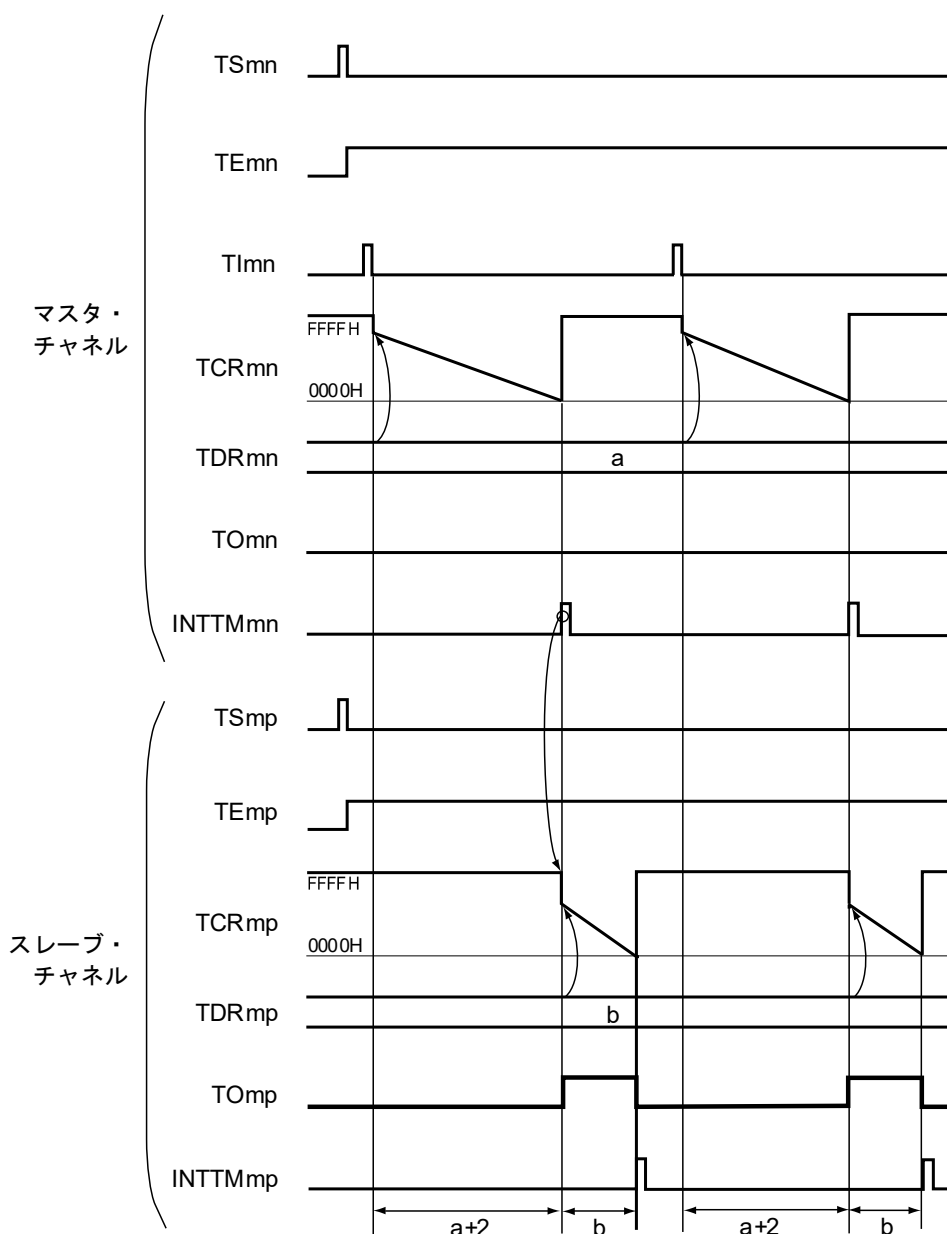 TSmn
TEmn
TImn
マスタ・
チャネル
FFFFH
TCRmn
0000H
TDRmn
a
TOmn
INTTMmn
TSmp
TEmp
FFFFH
TCRmp
スレーブ・
チャネル
0000H
TDRmp
b
TOmp
INTTMmp
a+2
b
a+2
b